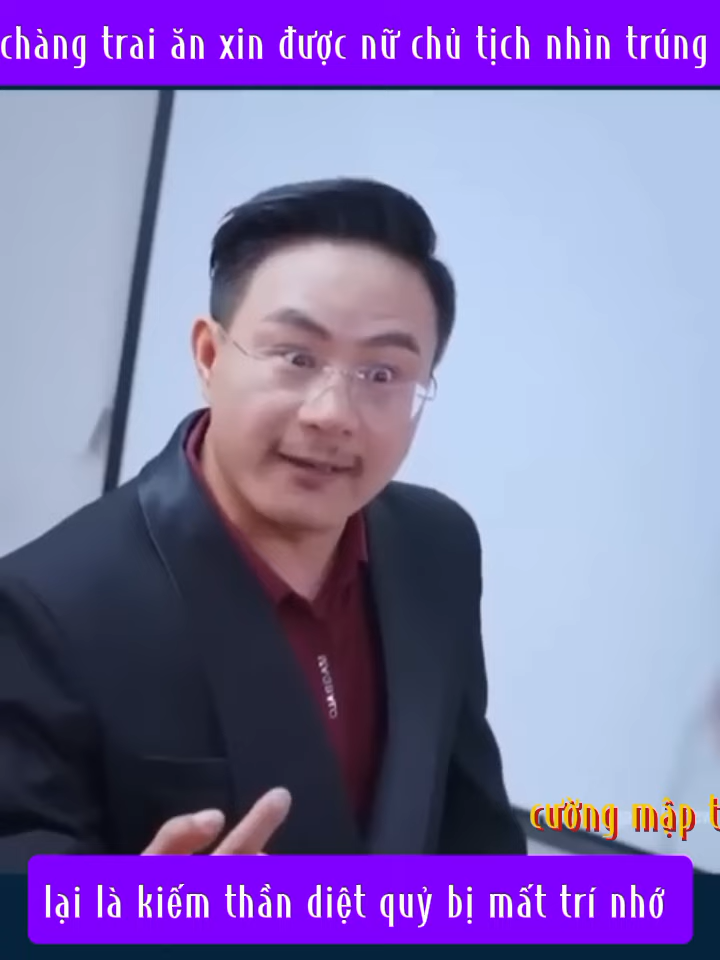 chàng trai ăn xin được nữ chủ tịch nhìn trúng
cường mập
lại là kiếm thần diệt quỷ bị mất trí nhớ